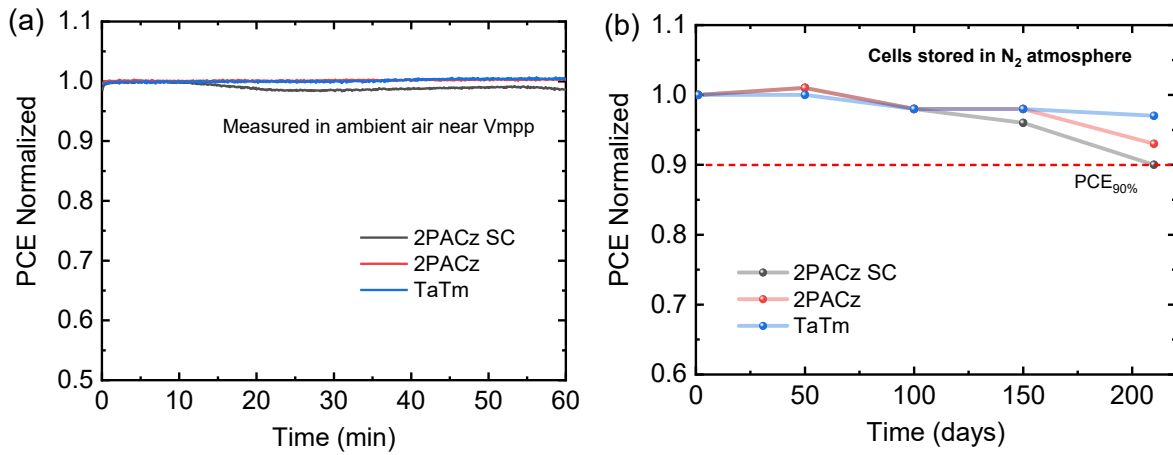 (a)
1.1
1.0
0.9
0.8
0.7
0.6
0.5
PCE Normalized
Measured in ambient air near Vmpp
2PACz SC
2PACz
TaTm
0 10 20 30 40 50 60
Time (min)
(b)
1.1
1.0
0.9
0.8
0.7
0.6
PCE Normalized
Cells stored in N₂ atmosphere
PCE₉₀%
2PACz SC
2PACz
TaTm
0 50 100 150 200
Time (days)